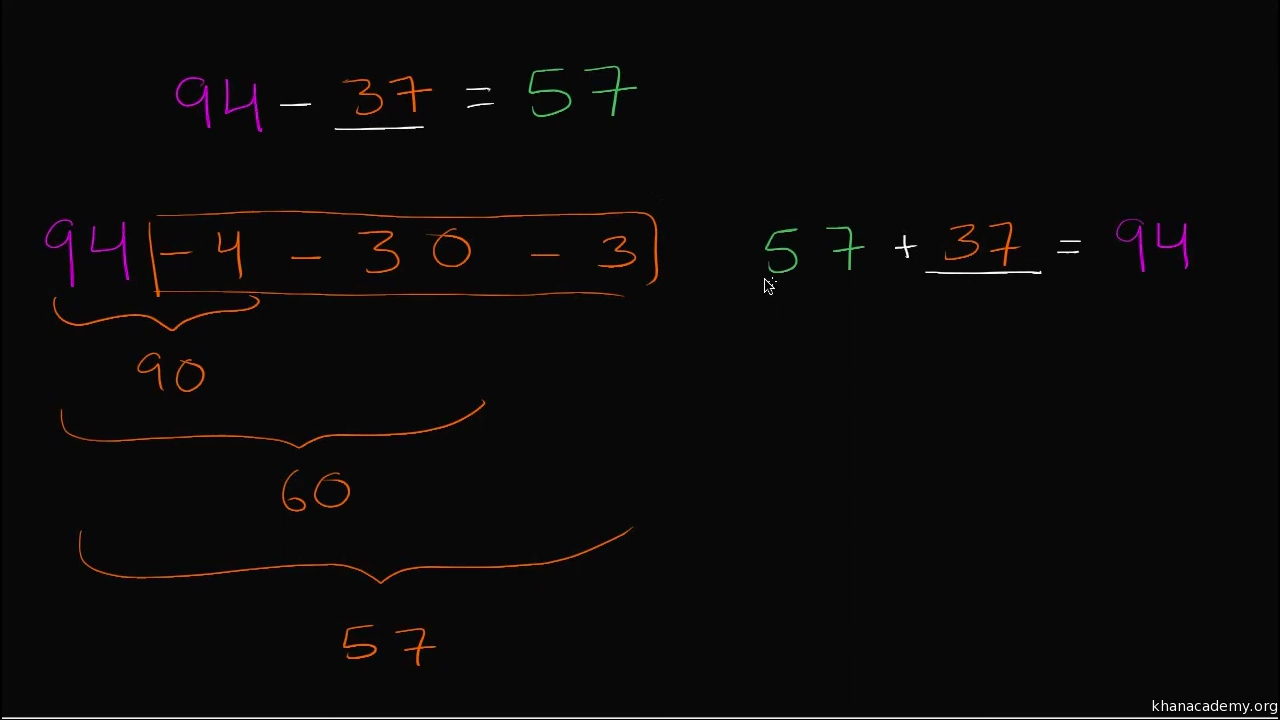 94 - 37 = 57
94 - 4 - 30 - 3
57 + 37 = 94
90
60
57
khanacademy.org